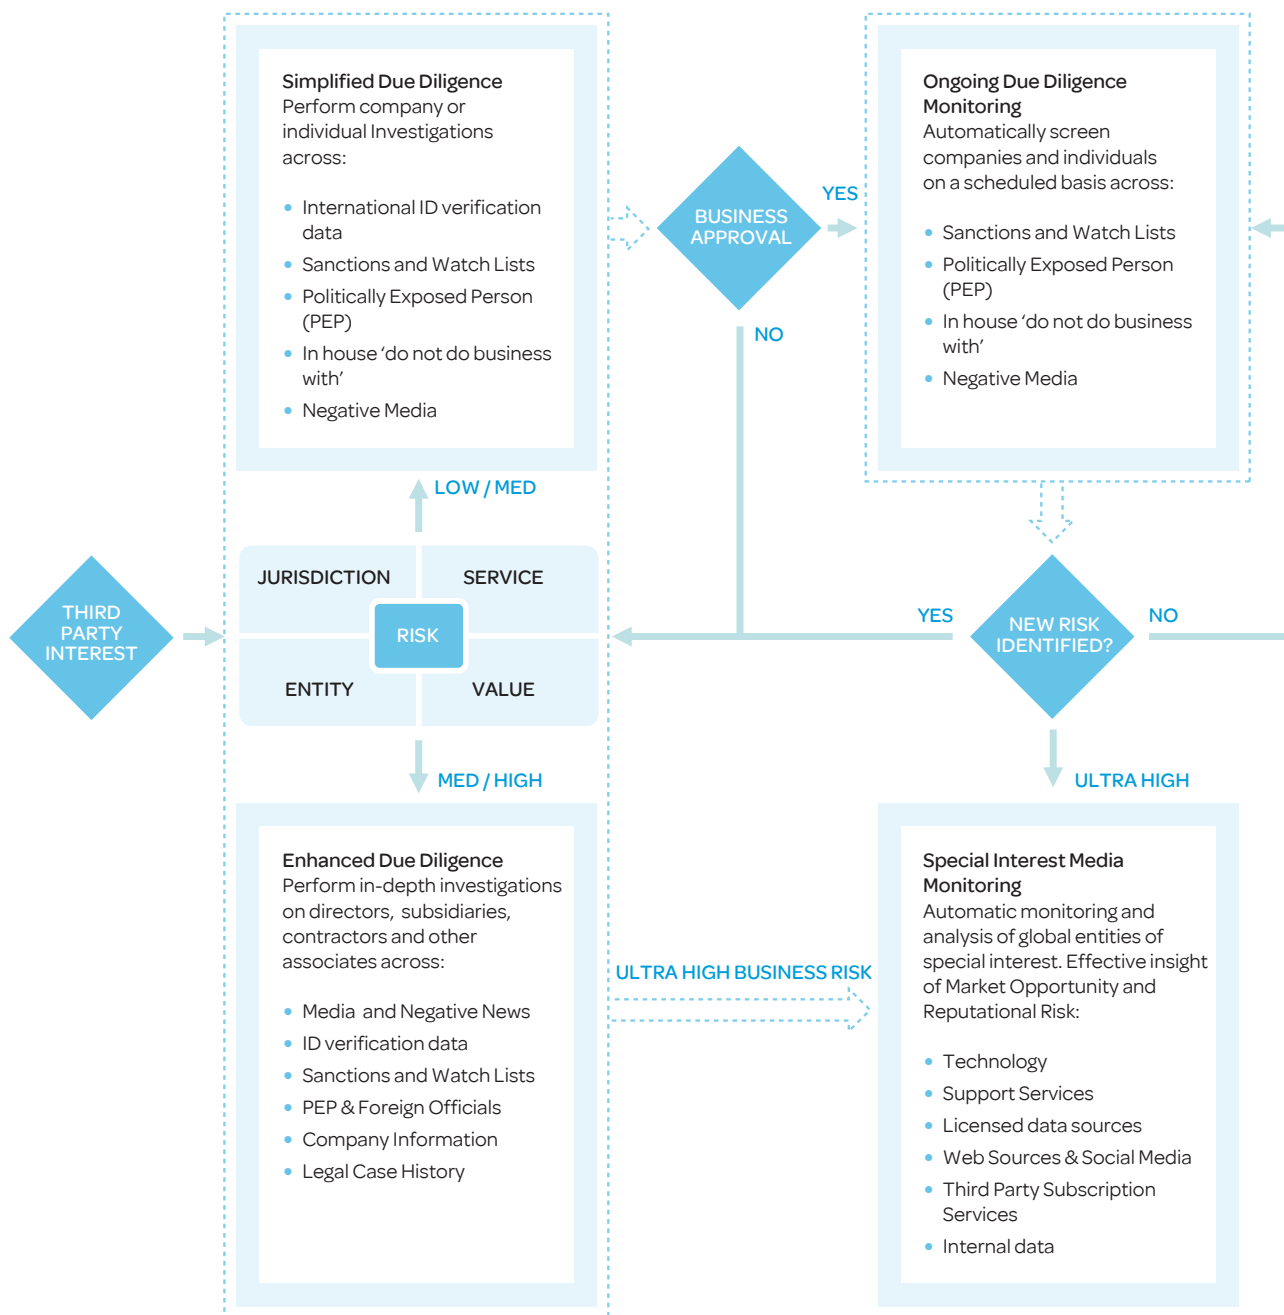 Simplified Due Diligence
Perform company or
individual Investigations
across:
• International ID verification
data
• Sanctions and Watch Lists
• Politically Exposed Person
(PEP)
• In house ‘do not do business
with’
• Negative Media
BUSINESS
APPROVAL
YES
NO
Ongoing Due Diligence
Monitoring
Automatically screen
companies and individuals
on a scheduled basis across:
• Sanctions and Watch Lists
• Politically Exposed Person
(PEP)
• In house ‘do not do business
with’
• Negative Media
LOW / MED
THIRD
PARTY
INTEREST
JURISDICTION
SERVICE
RISK
ENTITY
VALUE
YES
NEW RISK
IDENTIFIED?
NO
MED / HIGH
ULTRA HIGH
Enhanced Due Diligence
Perform in-depth investigations
on directors, subsidiaries,
contractors and other
associates across:
• Media and Negative News
• ID verification data
• Sanctions and Watch Lists
• PEP & Foreign Officials
• Company Information
• Legal Case History
ULTRA HIGH BUSINESS RISK
Special Interest Media
Monitoring
Automatic monitoring and
analysis of global entities of
special interest. Effective insight
of Market Opportunity and
Reputational Risk:
• Technology
• Support Services
• Licensed data sources
• Web Sources & Social Media
• Third Party Subscription
Services
• Internal data